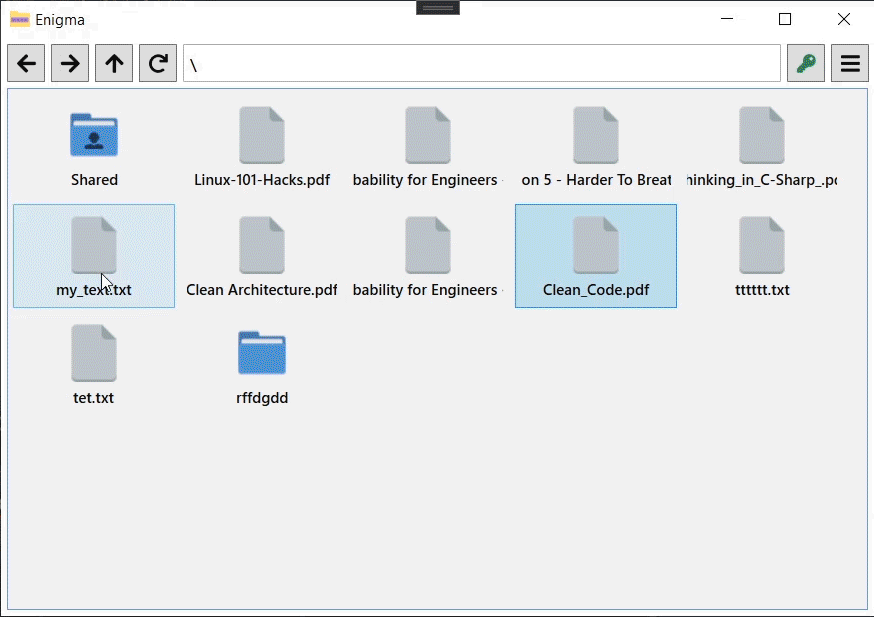 Enigma
\
Shared
Linux-101-Hacks.pdf
bability for Engineers
on 5 - Harder To Breat
hinking_in_C-Sharp_.pd
my_text.txt
Clean Architecture.pdf
bability for Engineers
Clean_Code.pdf
tttttt.txt
tet.txt
rffdgdd